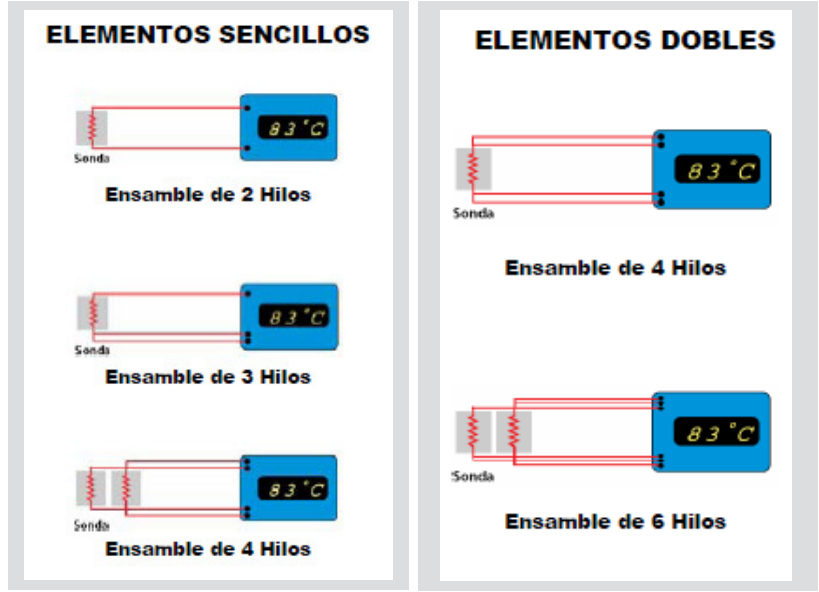 ELEMENTOS SENCILLOS
83°C
Sonda
Ensamble de 2 Hilos
83°C
Sonda
Ensamble de 3 Hilos
83°C
Sonda
Ensamble de 4 Hilos
ELEMENTOS DOBLES
83°C
Sonda
Ensamble de 4 Hilos
83°C
Sonda
Ensamble de 6 Hilos